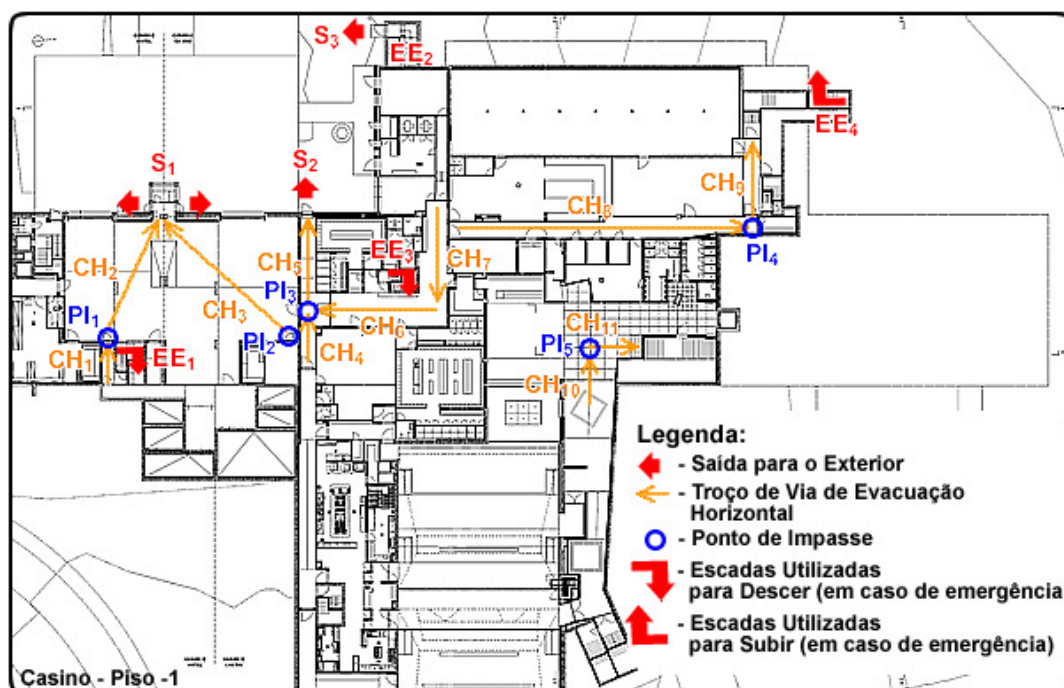 S3
EE2
EE4
S1
S2
CH9
CH8
EE3
PI4
CH2
CH5
CH7
PI3
CH3
PI1
CH6
CH11
PI2
CH4
PI5
CH1
EE1
CH10
Legenda:
- Saída para o Exterior
- Troço de Via de Evacuação
Horizontal
- Ponto de Impasse
- Escadas Utilizadas
para Descer (em caso de emergência
- Escadas Utilizadas
para Subir (em caso de emergência)
Casino - Piso -1